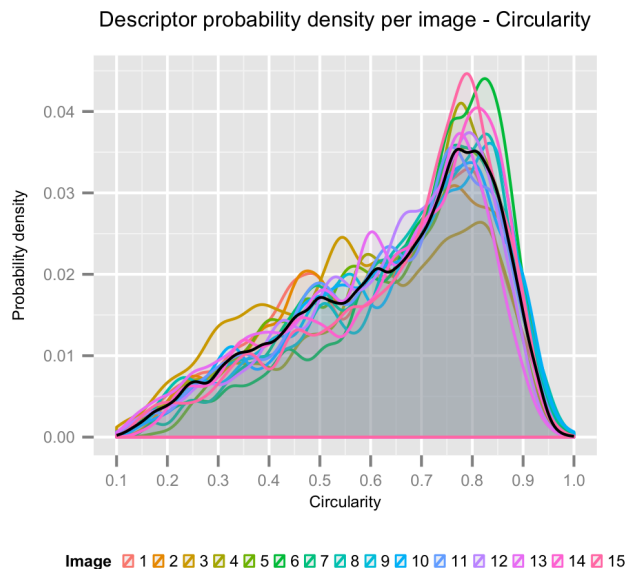 Descriptor probability density per image - Circularity
Probability density
0.04
0.03
0.02
0.01
0.00
0.1 0.2 0.3 0.4 0.5 0.6 0.7 0.8 0.9 1.0
Circularity
Image 1 2 3 4 5 6 7 8 9 10 11 12 13 14 15